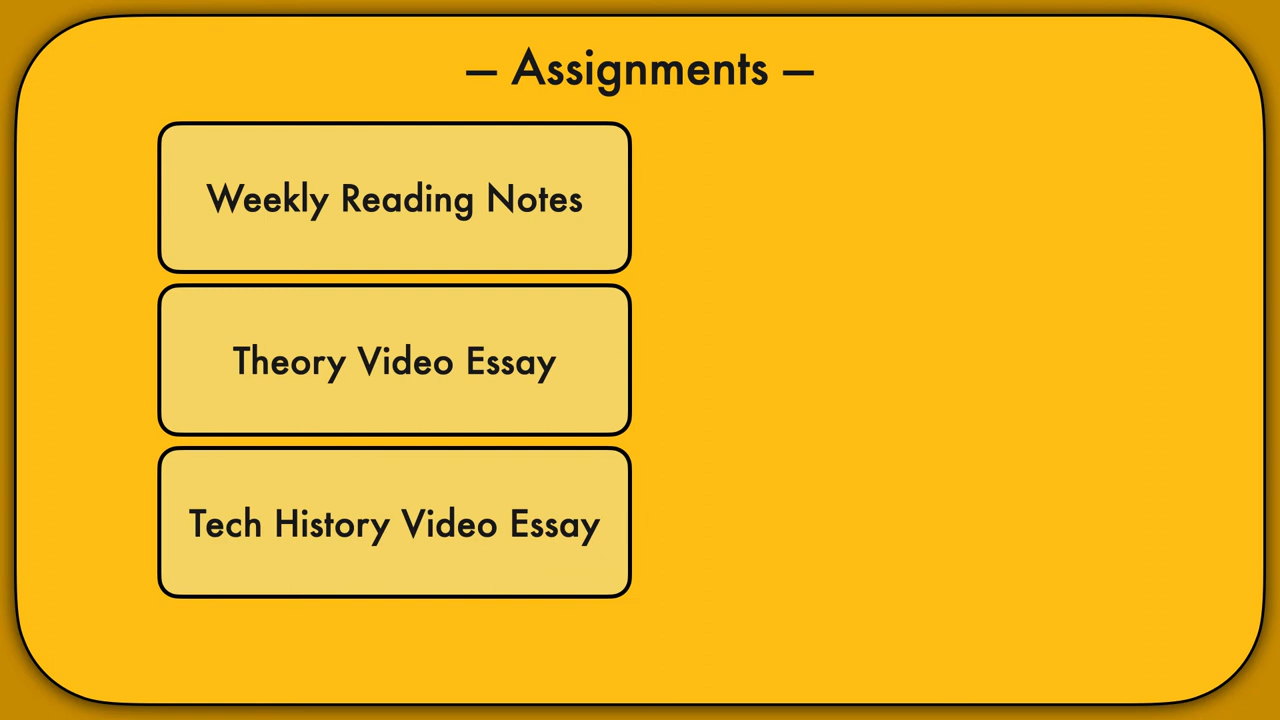 — Assignments —
Weekly Reading Notes
Theory Video Essay
Tech History Video Essay